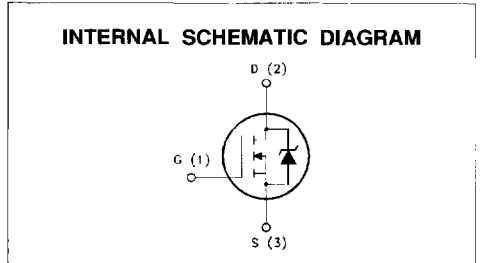 INTERNAL SCHEMATIC DIAGRAM
D (2)
G (1)
S (3)